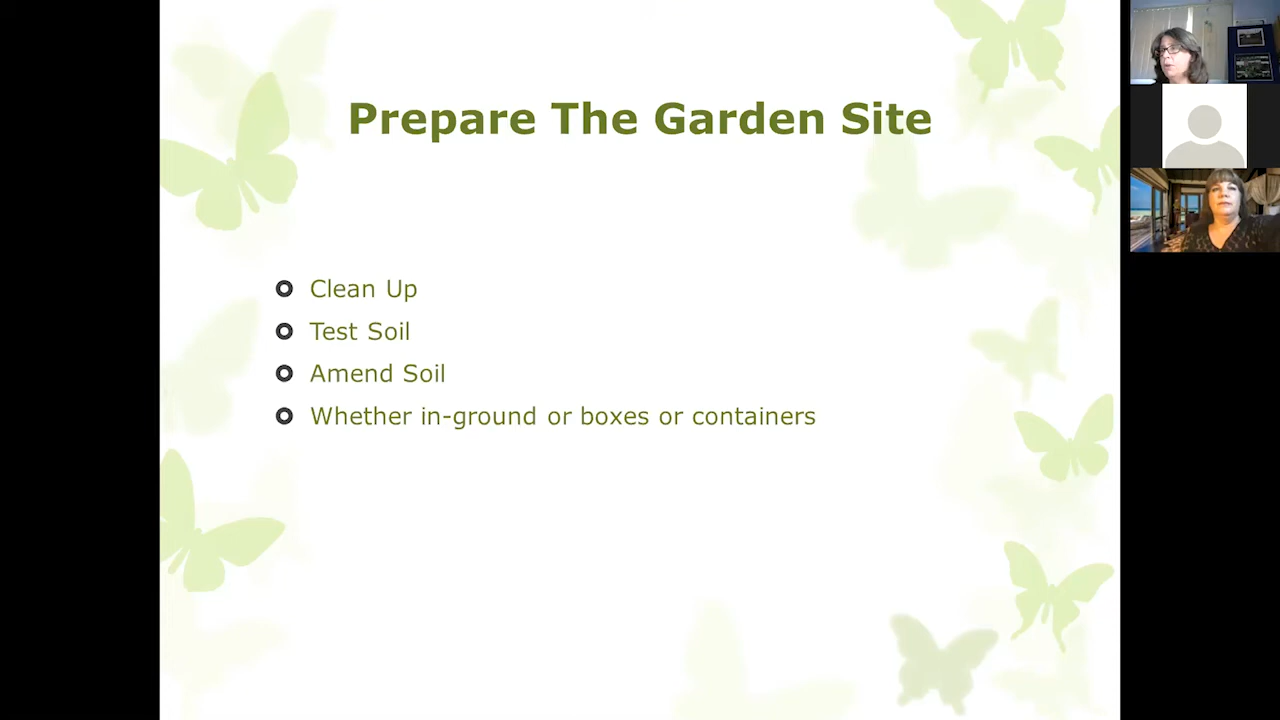 Prepare The Garden Site
Clean Up
Test Soil
Amend Soil
Whether in-ground or boxes or containers